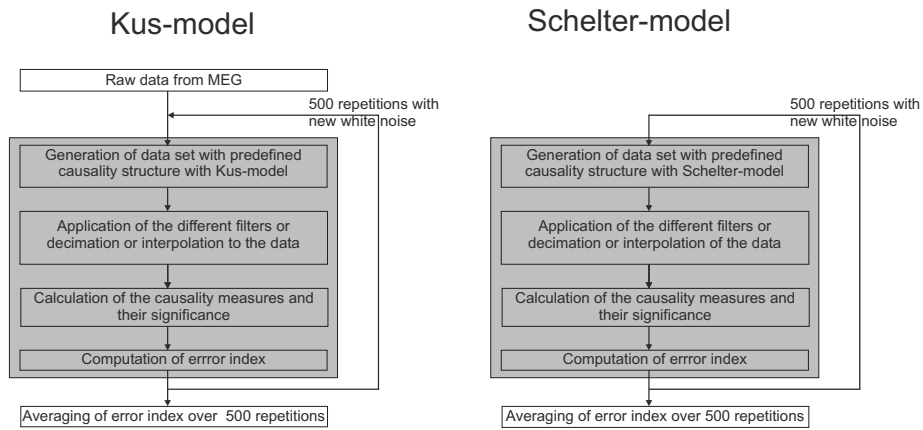 Kus-model
Raw data from MEG
500 repetitions with
new white noise
Generation of data set with predefined
causality structure with Kus-model
Application of the different filters or
decimation or interpolation to the data
Calculation of the causality measures and
their significance
Computation of errror index
Averaging of error index over 500 repetitions
Schelter-model
500 repetitions with
new white noise
Generation of data set with predefined
causality structure with Schelter-model
Application of the different filters or
decimation or interpolation of the data
Calculation of the causality measures and
their significance
Computation of errror index
Averaging of error index over 500 repetitions